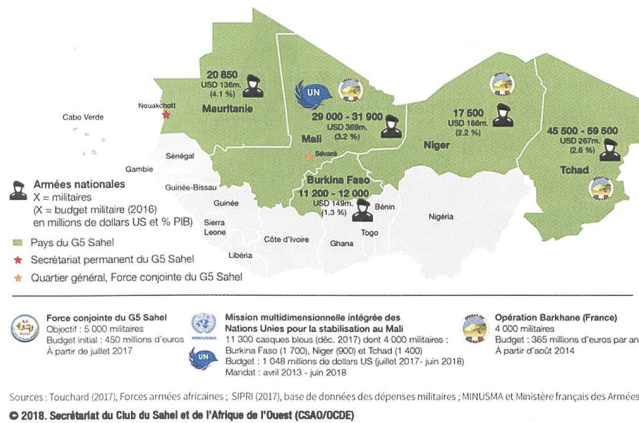 20 850
USD 136m.
(4.1 %)
Mauritanie
Nouakchott
UN
29 000 - 31 900
USD 369m.
(3.2 %)
Mali
Sévaré
17 500
USD 166m.
(2.2 %)
Niger
45 500 - 59 500
USD 267m.
(2.6 %)
Tchad
Burkina Faso
11 200 - 12 000
USD 149m.
(1.3 %)
Cabo Verde
Sénégal
Gambie
Guinée-Bissau
Guinée
Sierra
Leone
Libéria
Côte d'Ivoire
Ghana
Togo
Bénin
Nigéria
Armées nationales
X = militaires
(X = budget militaire (2016)
en millions de dollars US et % PIB)
Pays du G5 Sahel
Secrétariat permanent du G5 Sahel
Quartier général, Force conjointe du G5 Sahel
Force conjointe du G5 Sahel
Objectif : 5 000 militaires
Budget initial : 450 millions d'euros
À partir de juillet 2017
MINUSMA
UN
Mission multidimensionnelle intégrée des
Nations Unies pour la stabilisation au Mali
11 300 casques bleus (déc. 2017) dont 4 000 militaires :
Burkina Faso (1 700), Niger (900) et Tchad (1 400)
Budget : 1 048 millions de dollars US (juillet 2017- juin 2018)
Mandat : avril 2013 - juin 2018
Opération Barkhane (France)
4 000 militaires
Budget : 365 millions d'euros par an
À partir d'août 2014
Sources : Touchard (2017), Forces armées africaines ; SIPRI (2017), base de données des dépenses militaires ; MINUSMA et Ministère français des Armées
© 2018. Secrétariat du Club du Sahel et de l'Afrique de l'Ouest (CSAO/OCDE)